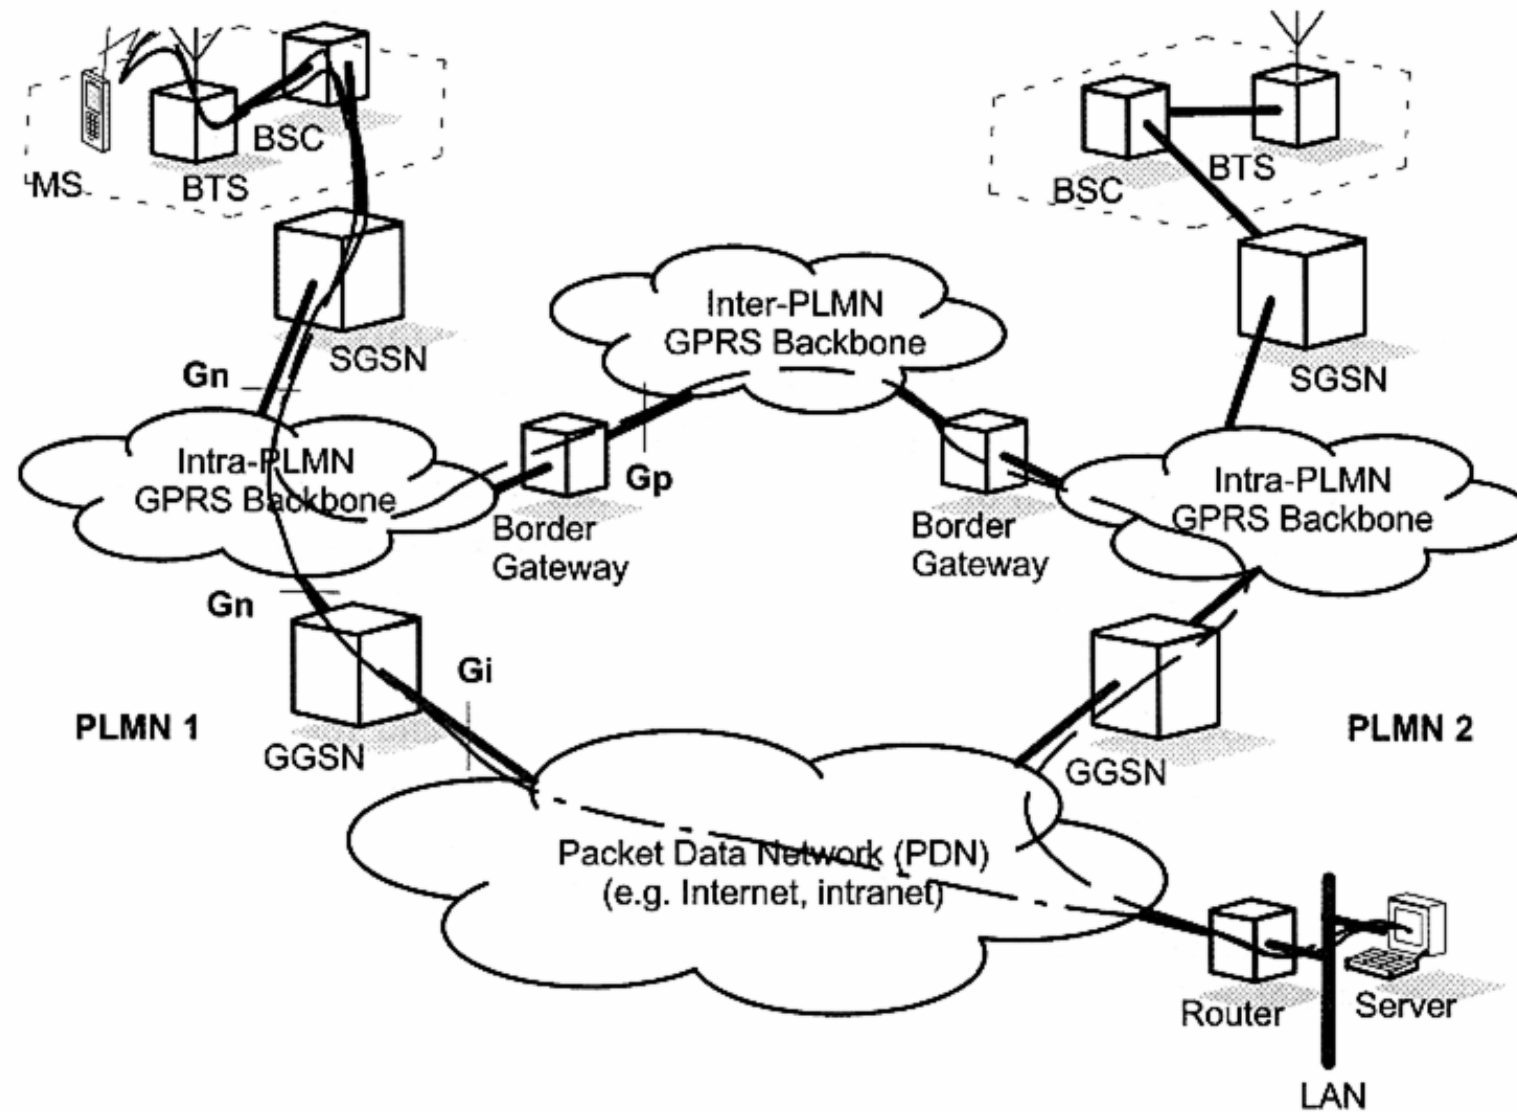 BSC
MS
BTS
BSC
BTS
SGSN
Inter-PLMN
GPRS Backbone
SGSN
Gn
Intra-PLMN
GPRS Backbone
Gp
Border
Gateway
Border
Gateway
Intra-PLMN
GPRS Backbone
Gn
Gi
PLMN 1
GGSN
GGSN
PLMN 2
Packet Data Network (PDN)
(e.g. Internet, intranet)
Router
Server
LAN